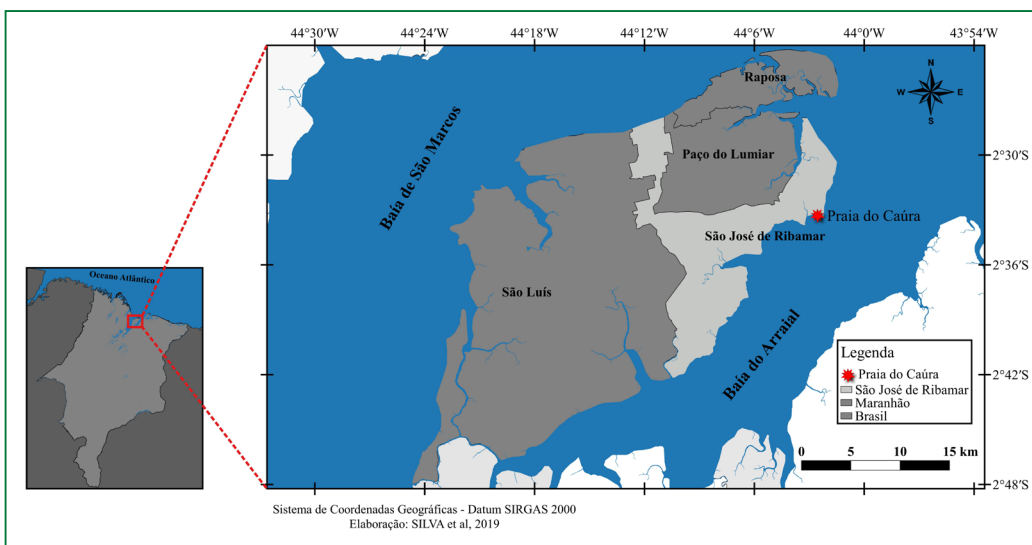 44°30'W 44°24'W 44°18'W 44°12'W 44°6'W 44°0'W 43°54'W
N
W E
S
Raposa
Baía de São Marcos
Paço do Lumiar
2°30'S
Praia do Caúra
São José de Ribamar
2°36'S
Oceano Atlântico
São Luís
Baía do Arraial
Legenda
Praia do Caúra
São José de Ribamar
Maranhão
Brasil
2°42'S
0 5 10 15 km
2°48'S
Sistema de Coordenadas Geográficas - Datum SIRGAS 2000
Elaboração: SILVA et al, 2019